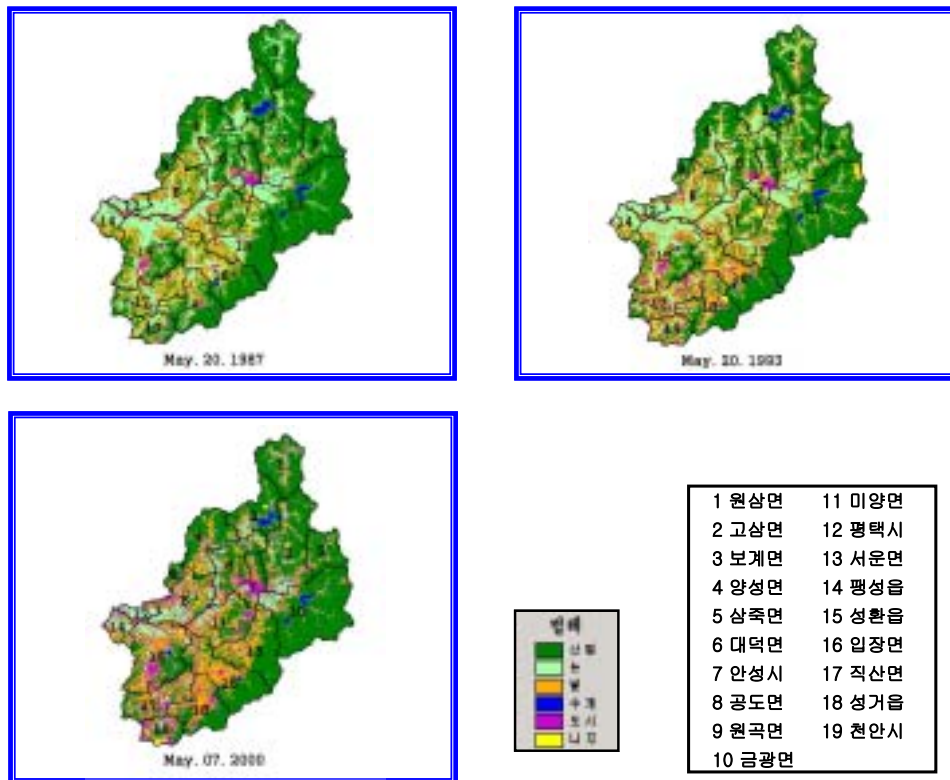 May. 20. 1987
May. 20. 1993
May. 07. 2000
범례
산림
논
밭
수계
도시
나지
1 원삼면 11 미양면
2 고삼면 12 평택시
3 보계면 13 서운면
4 양성면 14 팽성읍
5 삼죽면 15 성환읍
6 대덕면 16 입장면
7 안성시 17 직산면
8 공도면 18 성거읍
9 원곡면 19 천안시
10 금광면